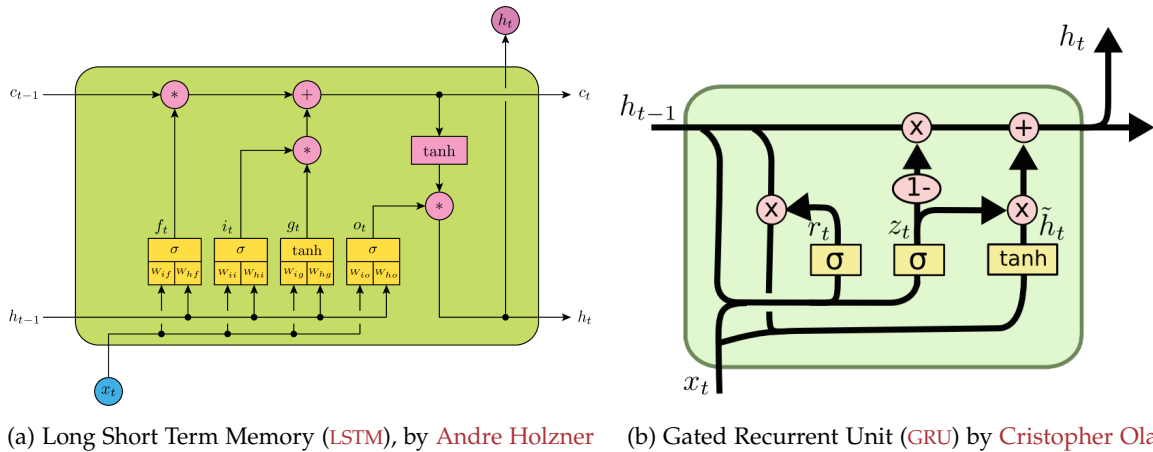 h_t
c_{t−1}
*
+
c_t
*
tanh
*
f_t
i_t
g_t
o_t
σ
σ
tanh
σ
W_{if} W_{hf}
W_{ii} W_{hi}
W_{ig} W_{hg}
W_{io} W_{ho}
h_{t−1}
h_t
x_t
(a) Long Short Term Memory (LSTM), by Andre Holzner
h_t
h_{t−1}
x
+
1-
x
x
r_t
z_t
h̃_t
σ
σ
tanh
x_t
(b) Gated Recurrent Unit (GRU) by Cristopher Ola